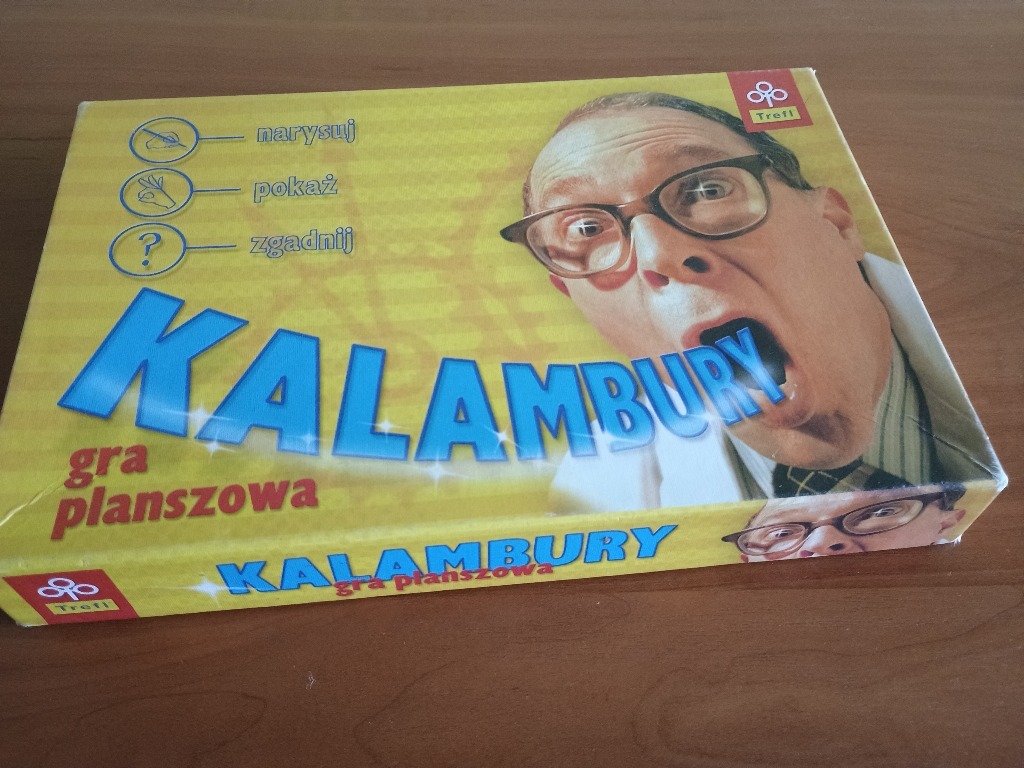 narysuj
pokaż
zgadnij
Trefl
KALAMBURY
gra
planszowa
Trefl
KALAMBURY
gra planszowa